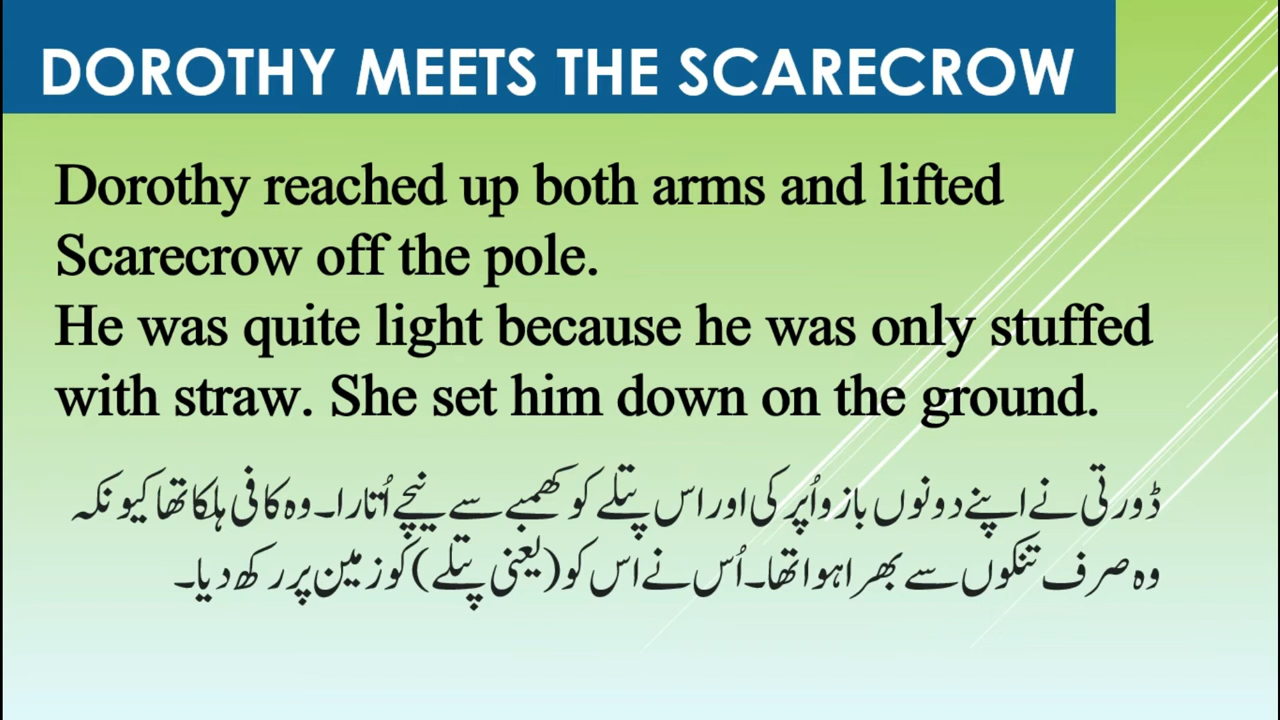 DOROTHY MEETS THE SCARECROW
Dorothy reached up both arms and lifted
Scarecrow off the pole.
He was quite light because he was only stuffed
with straw. She set him down on the ground.
ڈورتی نے اپنے دونوں بازو اُپر کی اور اس پتلے کو کھمبے سے نیچے اُتارا۔ وہ کافی ہلکا تھا کیونکہ
وہ صرف تنکوں سے بھرا ہوا تھا۔ اُس نے اس کو (یعنی پتلے) کو زمین پر رکھ دیا۔